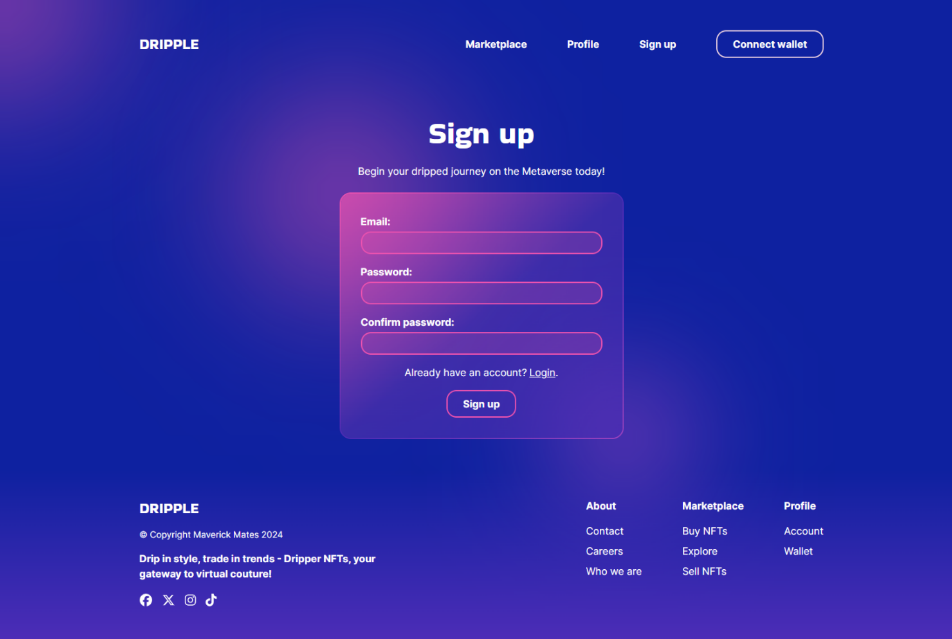 DRIPPLE
Marketplace
Profile
Sign up
Connect wallet
Sign up
Begin your dripped journey on the Metaverse today!
Email:
Password:
Confirm password:
Already have an account? Login.
Sign up
DRIPPLE
© Copyright Maverick Mates 2024
Drip in style, trade in trends - Dripper NFTs, your
gateway to virtual couture!
About
Contact
Careers
Who we are
Marketplace
Buy NFTs
Explore
Sell NFTs
Profile
Account
Wallet